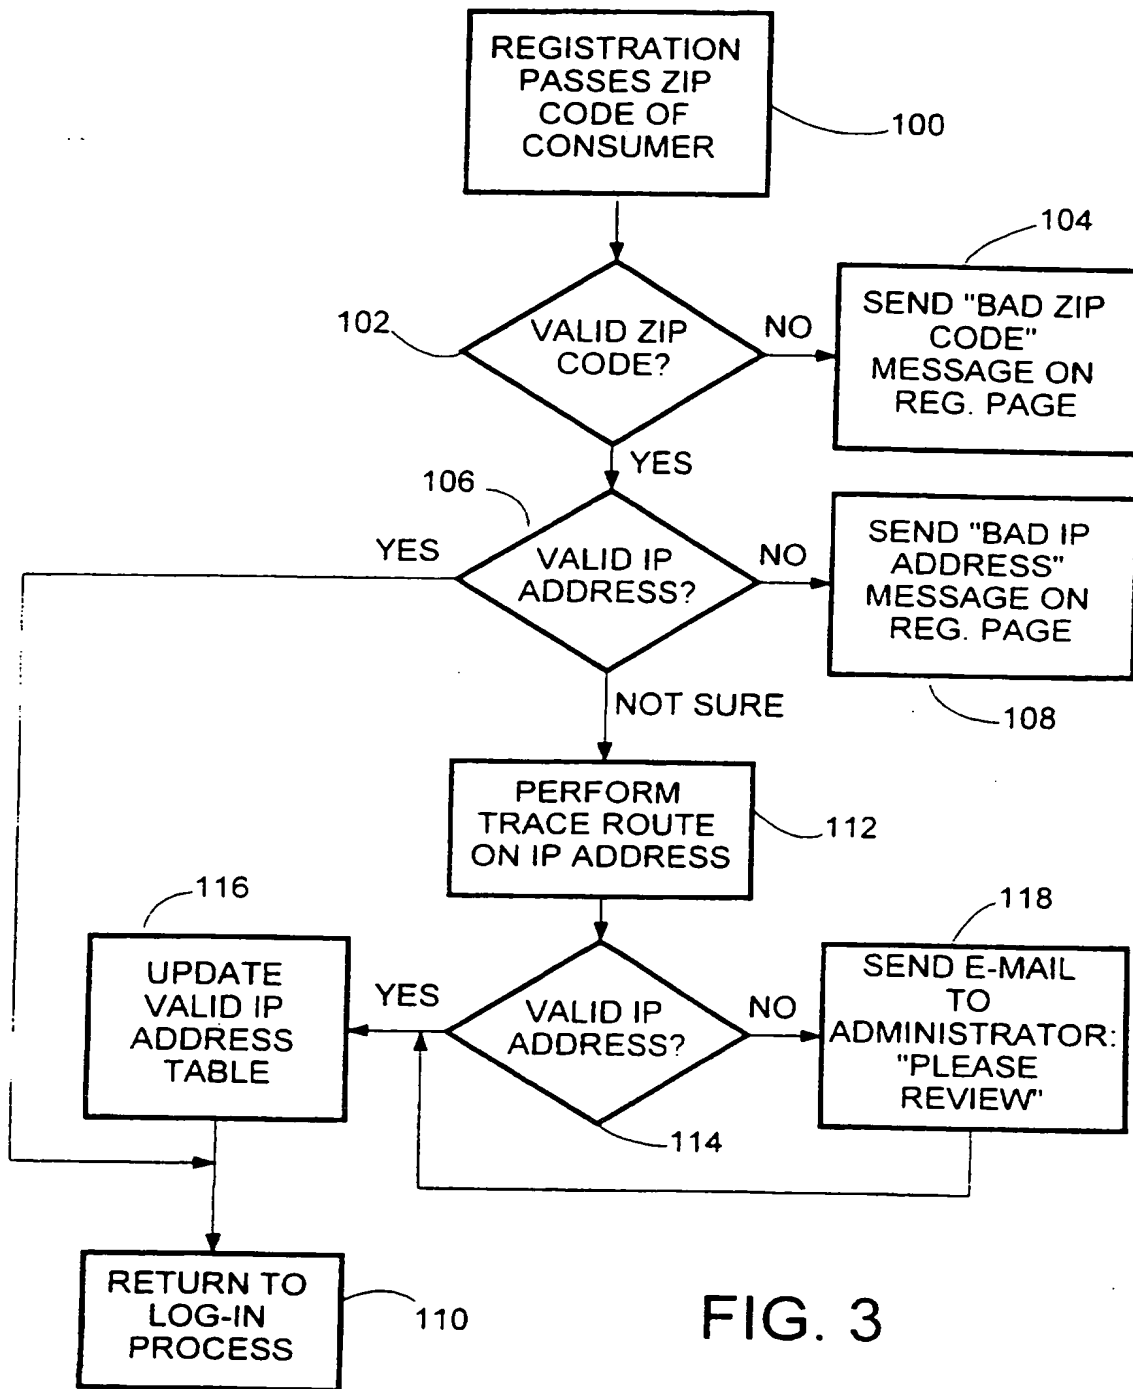 REGISTRATION
PASSES ZIP
CODE OF
CONSUMER
100
104
SEND "BAD ZIP
CODE"
MESSAGE ON
REG. PAGE
102
VALID ZIP
CODE?
NO
YES
106
YES
VALID IP
ADDRESS?
NO
SEND "BAD IP
ADDRESS"
MESSAGE ON
REG. PAGE
108
NOT SURE
PERFORM
TRACE ROUTE
ON IP ADDRESS
112
116
UPDATE
VALID IP
ADDRESS
TABLE
YES
VALID IP
ADDRESS?
114
NO
118
SEND E-MAIL
TO
ADMINISTRATOR:
"PLEASE
REVIEW"
RETURN TO
LOG-IN
PROCESS
110
FIG. 3